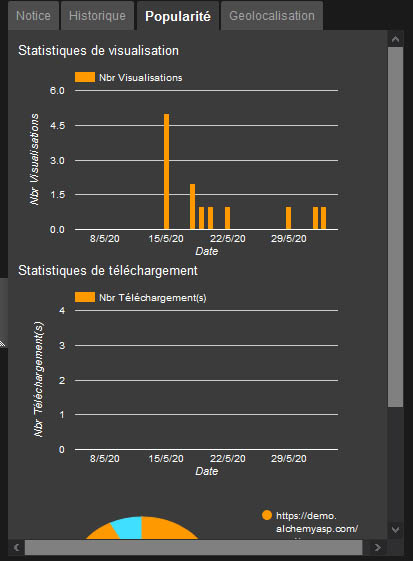 Notice Historique Popularité Geolocalisation
Statistiques de visualisation
Nbr Visualisations
6.0
4.5
3.0
1.5
0.0
Nbr Visualisations
8/5/20 15/5/20 22/5/20 29/5/20
Date
Statistiques de téléchargement
Nbr Téléchargement(s)
4
3
2
1
0
Nbr Téléchargement(s)
8/5/20 15/5/20 22/5/20 29/5/20
Date
https://demo.
alchemyasp.com/